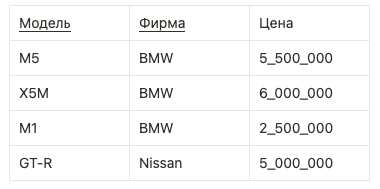 Модель Фирма Цена
M5 BMW 5_500_000
X5M BMW 6_000_000
M1 BMW 2_500_000
GT-R Nissan 5_000_000